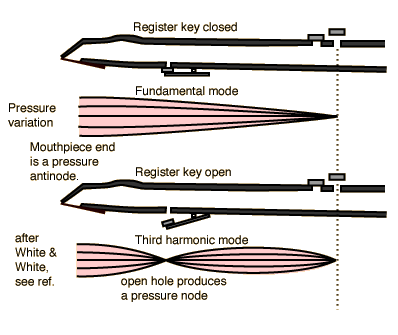 Register key closed
Fundamental mode
Pressure
variation
Mouthpiece end
is a pressure
antinode.
Register key open
after
White &
White,
see ref.
Third harmonic mode
open hole produces
a pressure node